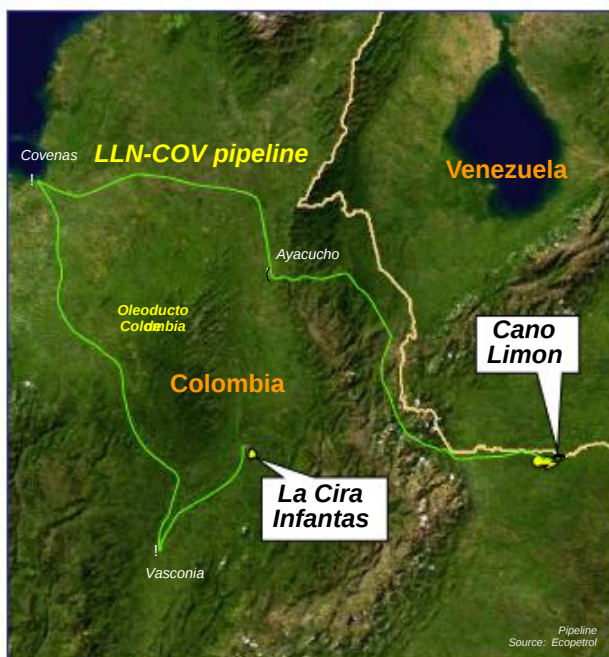 Covenas
!
LLN-COV pipeline
Venezuela
Ayacucho
Oleoducto
Colombia
Cano
Limon
Colombia
La Cira
Infantas
!
Vasconia
Pipeline
Source: Ecopetrol